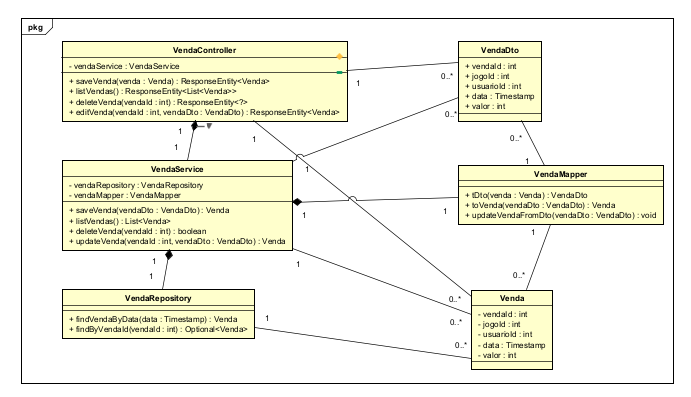 pkg
VendaController
- vendaService : VendaService
+ saveVenda(venda : Venda) : ResponseEntity<Venda>
+ listVendas() : ResponseEntity<List<Venda>>
+ deleteVenda(vendaId : int) : ResponseEntity<?>
+ editVenda(vendaId : int, vendaDto : VendaDto) : ResponseEntity<Venda>
VendaDto
+ vendaId : int
+ jogoId : int
+ usuarioId : int
+ data : Timestamp
+ valor : int
1
0..*
0..*
1
1
1
0..*
1
VendaService
- vendaRepository : VendaRepository
- vendaMapper : VendaMapper
+ saveVenda(vendaDto : VendaDto) : Venda
+ listVendas() : List<Venda>
+ deleteVenda(vendaId : int) : boolean
+ updateVenda(vendaId : int, vendaDto : VendaDto) : Venda
1
VendaMapper
+ tDto(venda : Venda) : VendaDto
+ toVenda(vendaDto : VendaDto) : Venda
+ updateVendaFromDto(vendaDto : VendaDto) : void
1
1
1
1
1
1
0..*
VendaRepository
+ findVendaByData(data : Timestamp) : Venda
+ findByVendaId(vendaId : int) : Optional<Venda>
1
0..*
0..*
0..*
Venda
- vendaId : int
- jogoId : int
- usuarioId : int
- data : Timestamp
- valor : int